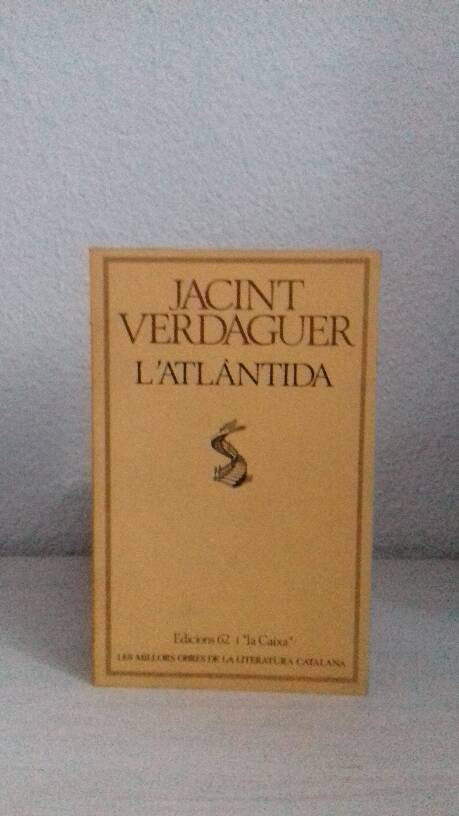 JACINT
VERDAGUER
L'ATLÀNTIDA
Edicions 62 i "la Caixa"
LES MILLORS OBRES DE LA LITERATURA CATALANA